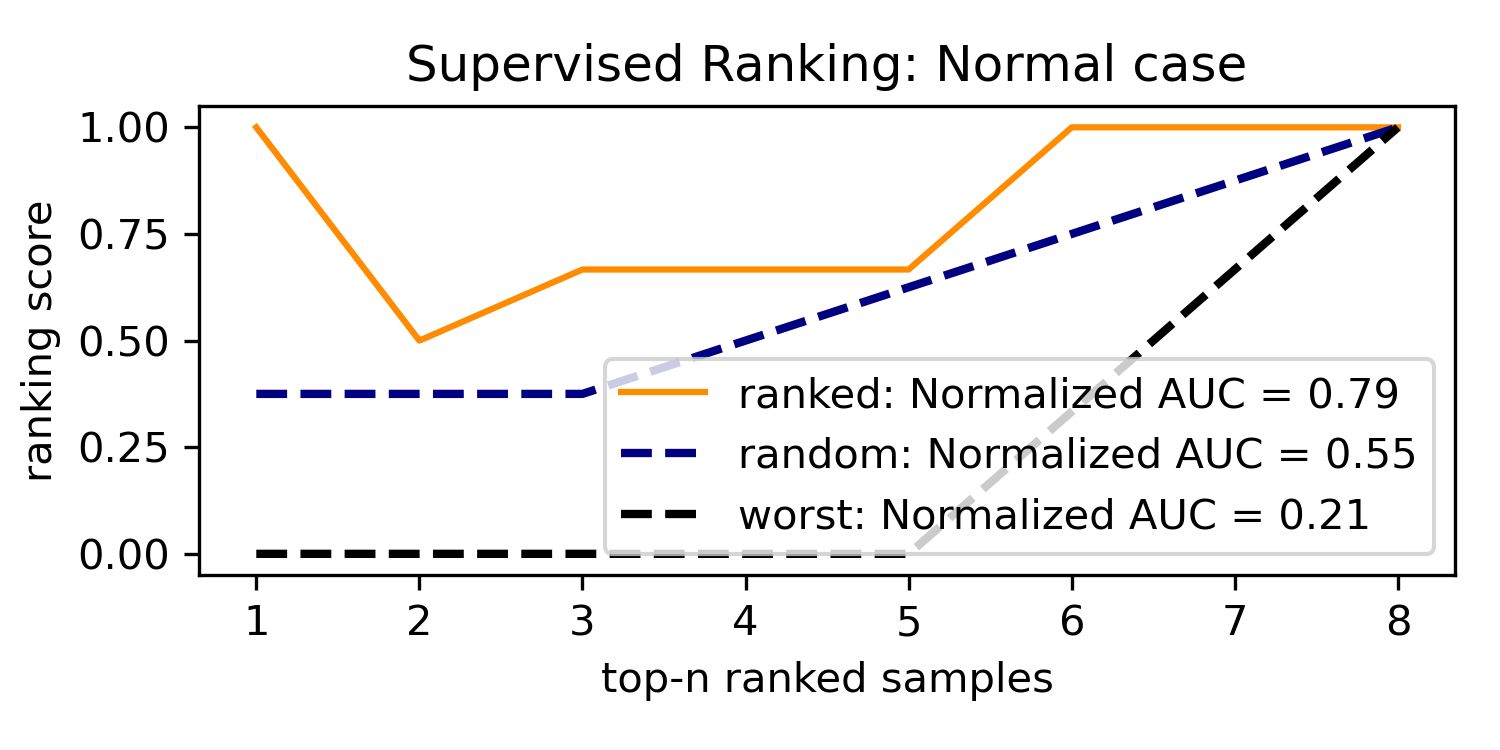 Supervised Ranking: Normal case
ranking score
1.00
0.75
0.50
0.25
0.00
ranked: Normalized AUC = 0.79
random: Normalized AUC = 0.55
worst: Normalized AUC = 0.21
1 2 3 4 5 6 7 8
top-n ranked samples